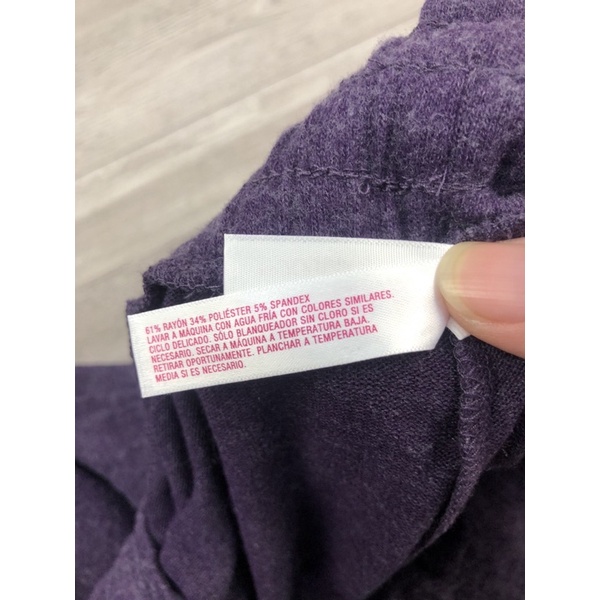 61% RAYÓN 34% POLIÉSTER 5% SPANDEX
LAVAR A MÁQUINA CON AGUA FRÍA CON COLORES SIMILARES.
CICLO DELICADO. SÓLO BLANQUEADOR SIN CLORO SI ES
NECESARIO. SECAR A MÁQUINA A TEMPERATURA BAJA.
RETIRAR OPORTUNAMENTE. PLANCHAR A TEMPERATURA
MEDIA SI ES NECESARIO.